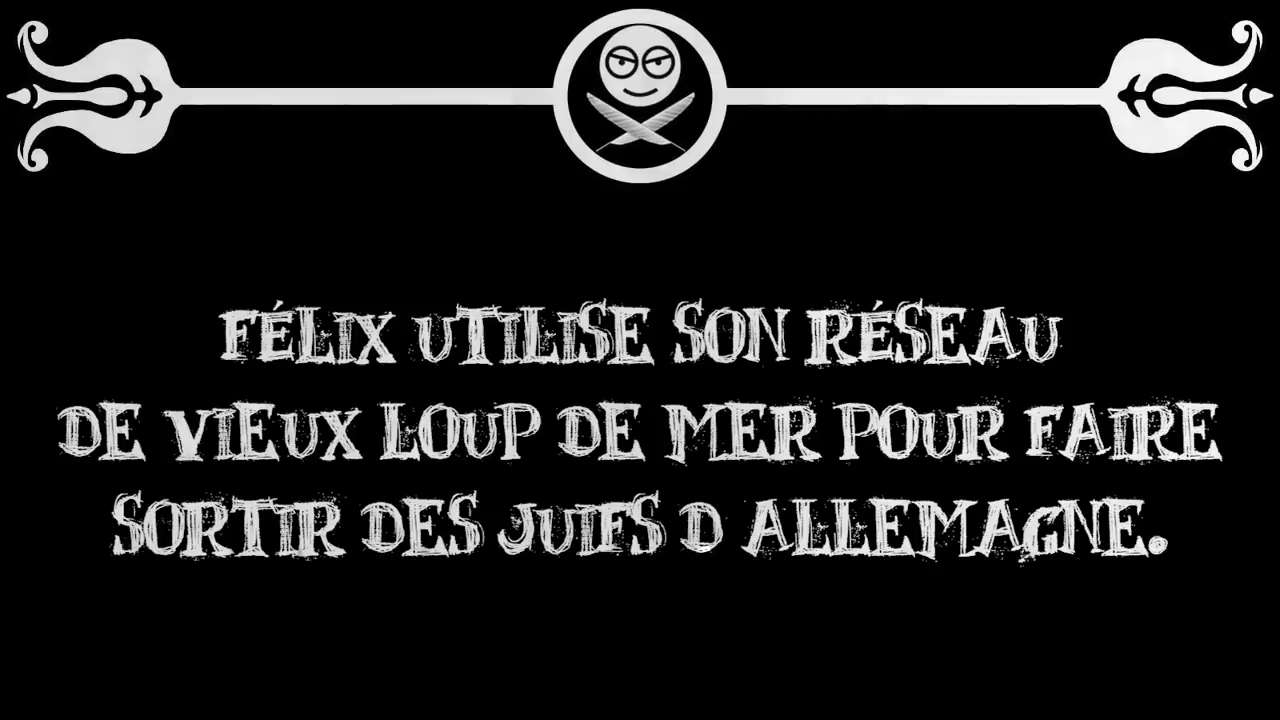 FÉLIX UTILISE SON RÉSEAU
DE VIEUX LOUP DE MER POUR FAIRE
SORTIR DES JUIFS D ALLEMAGNE.